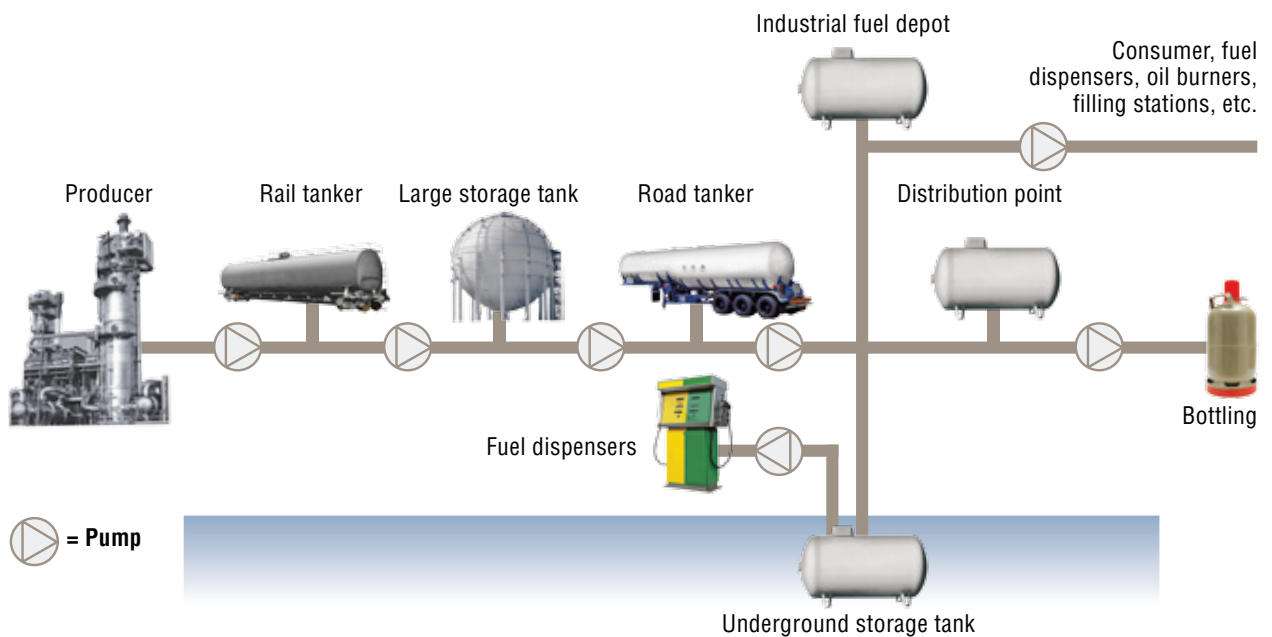 Industrial fuel depot
Consumer, fuel
dispensers, oil burners,
filling stations, etc.
Producer
Rail tanker
Large storage tank
Road tanker
Distribution point
Fuel dispensers
Bottling
= Pump
Underground storage tank